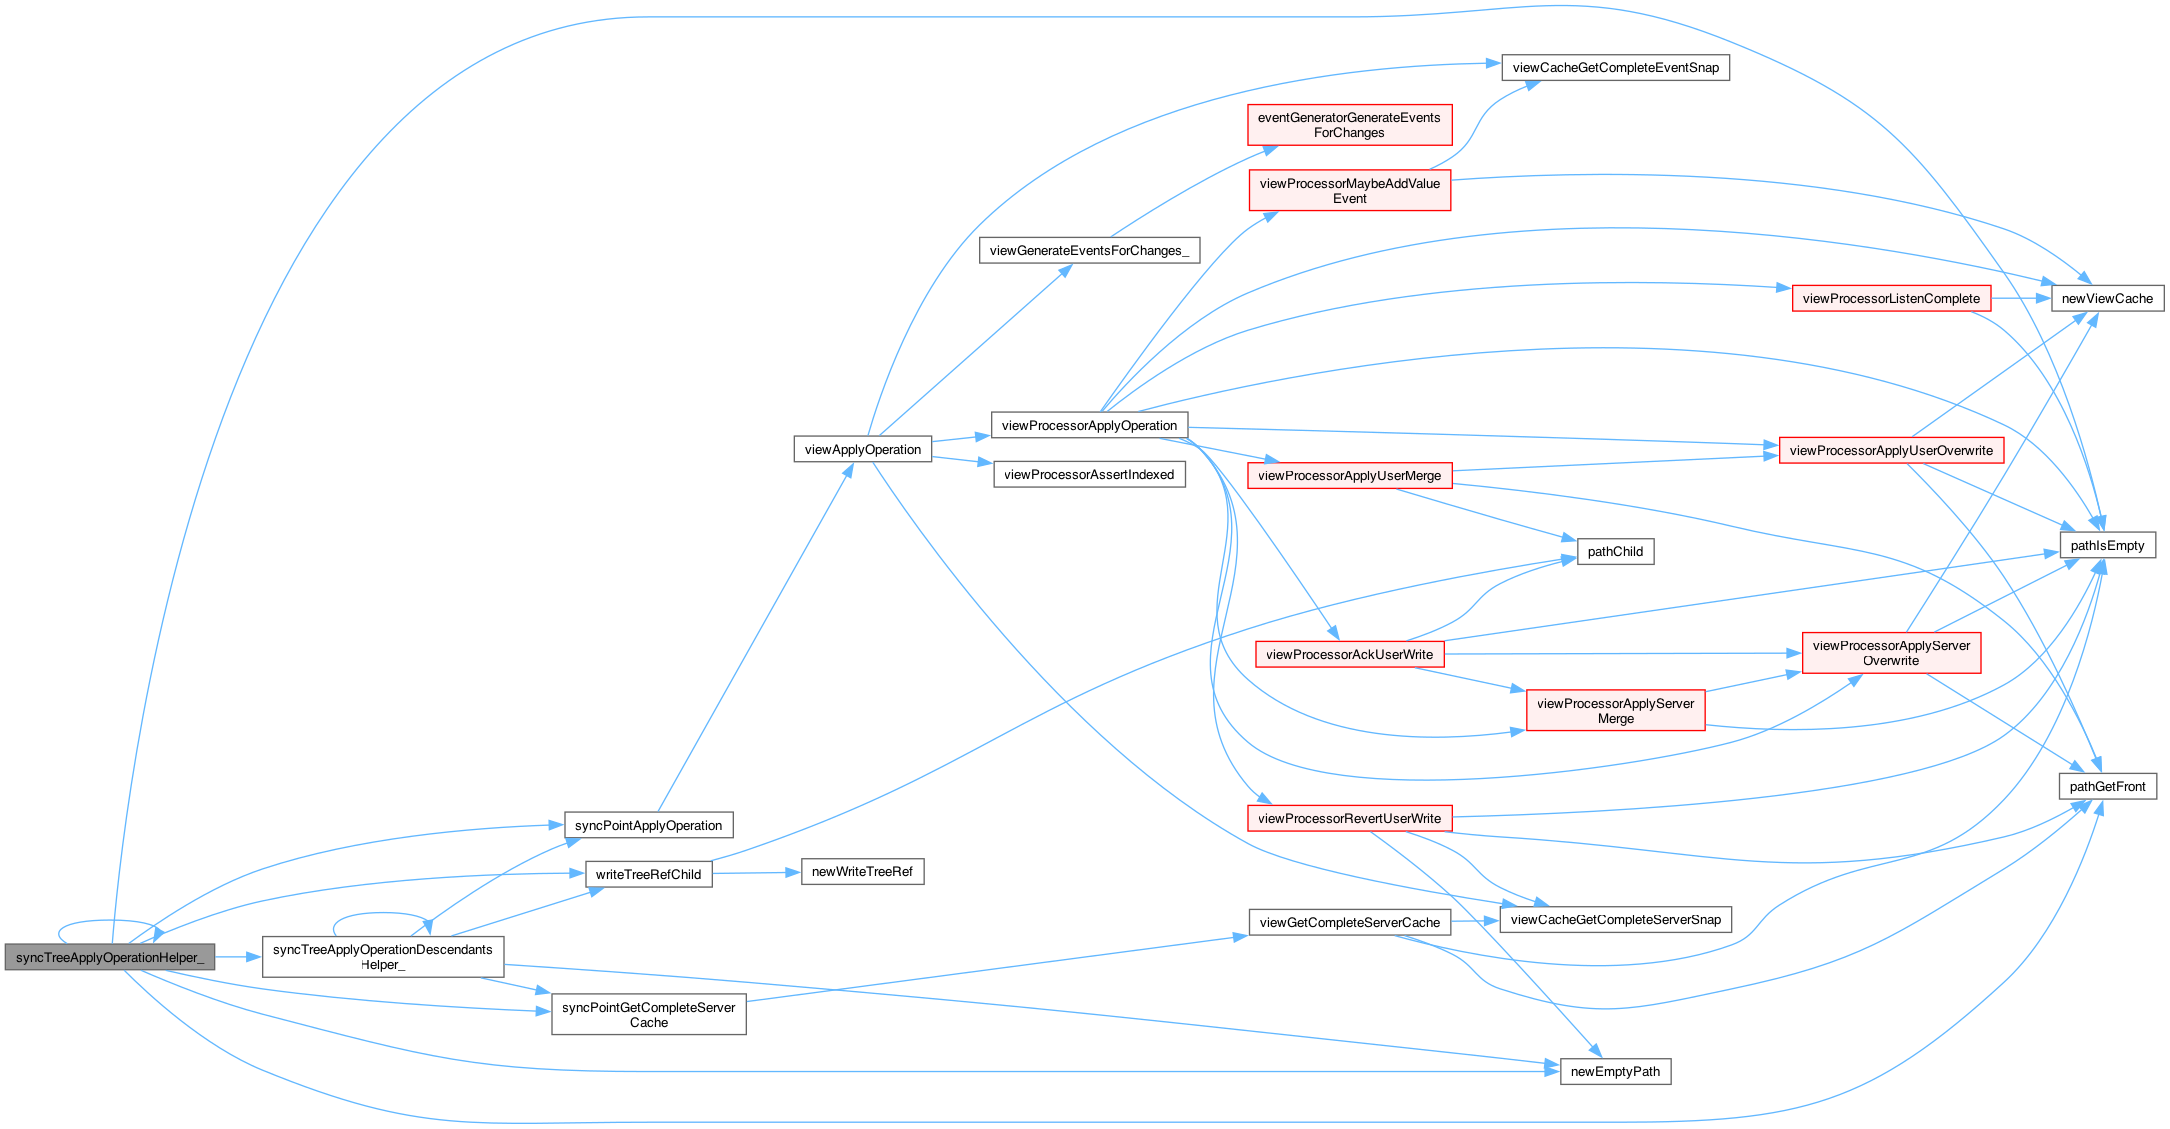 viewCacheGetCompleteEventSnap
eventGeneratorGenerateEvents
ForChanges
viewProcessorMaybeAddValue
Event
viewGenerateEventsForChanges_
viewProcessorListenComplete
newViewCache
viewProcessorApplyOperation
viewApplyOperation
viewProcessorApplyUserOverwrite
viewProcessorAssertIndexed
viewProcessorApplyUserMerge
pathIsEmpty
pathChild
viewProcessorAckUserWrite
viewProcessorApplyServer
Overwrite
viewProcessorApplyServer
Merge
pathGetFront
viewProcessorRevertUserWrite
syncPointApplyOperation
writeTreeRefChild
newWriteTreeRef
viewGetCompleteServerCache
viewCacheGetCompleteServerSnap
syncTreeApplyOperationHelper_
syncTreeApplyOperationDescendants
Helper_
syncPointGetCompleteServer
Cache
newEmptyPath